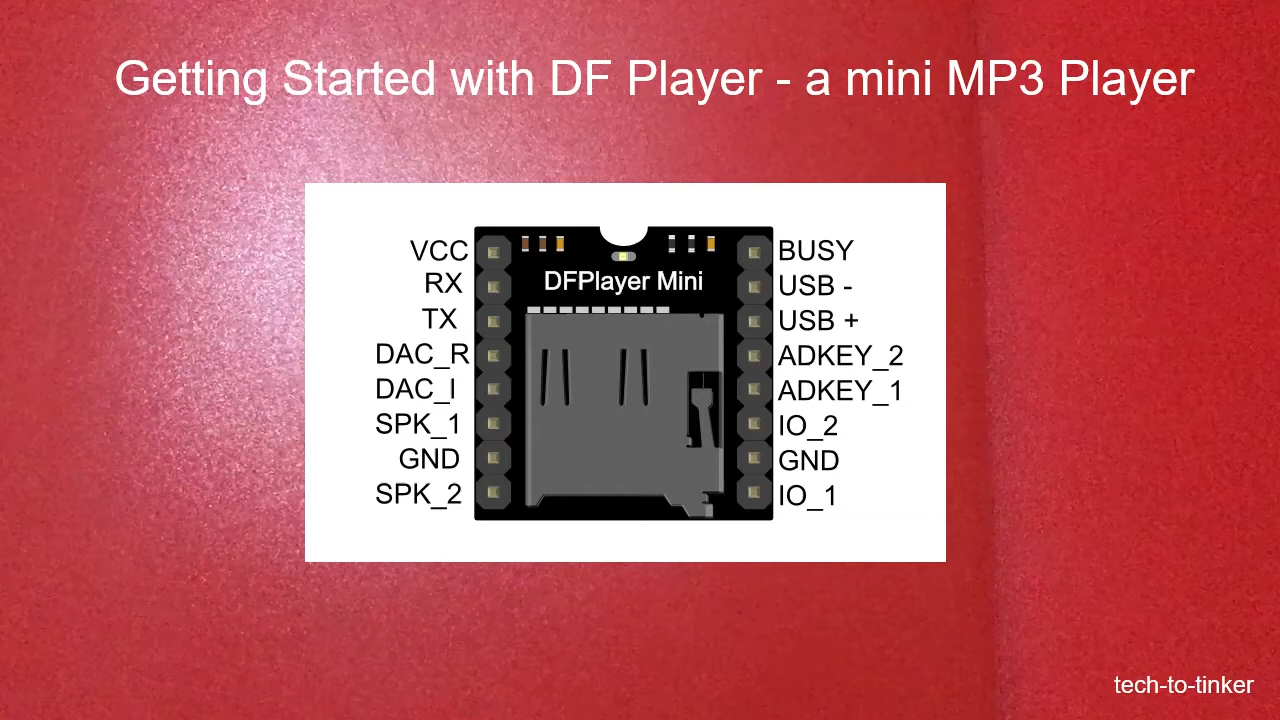 Getting Started with DF Player - a mini MP3 Player
VCC
RX
TX
DAC_R
DAC_I
SPK_1
GND
SPK_2
DFPlayer Mini
BUSY
USB -
USB +
ADKEY_2
ADKEY_1
IO_2
GND
IO_1
tech-to-tinker